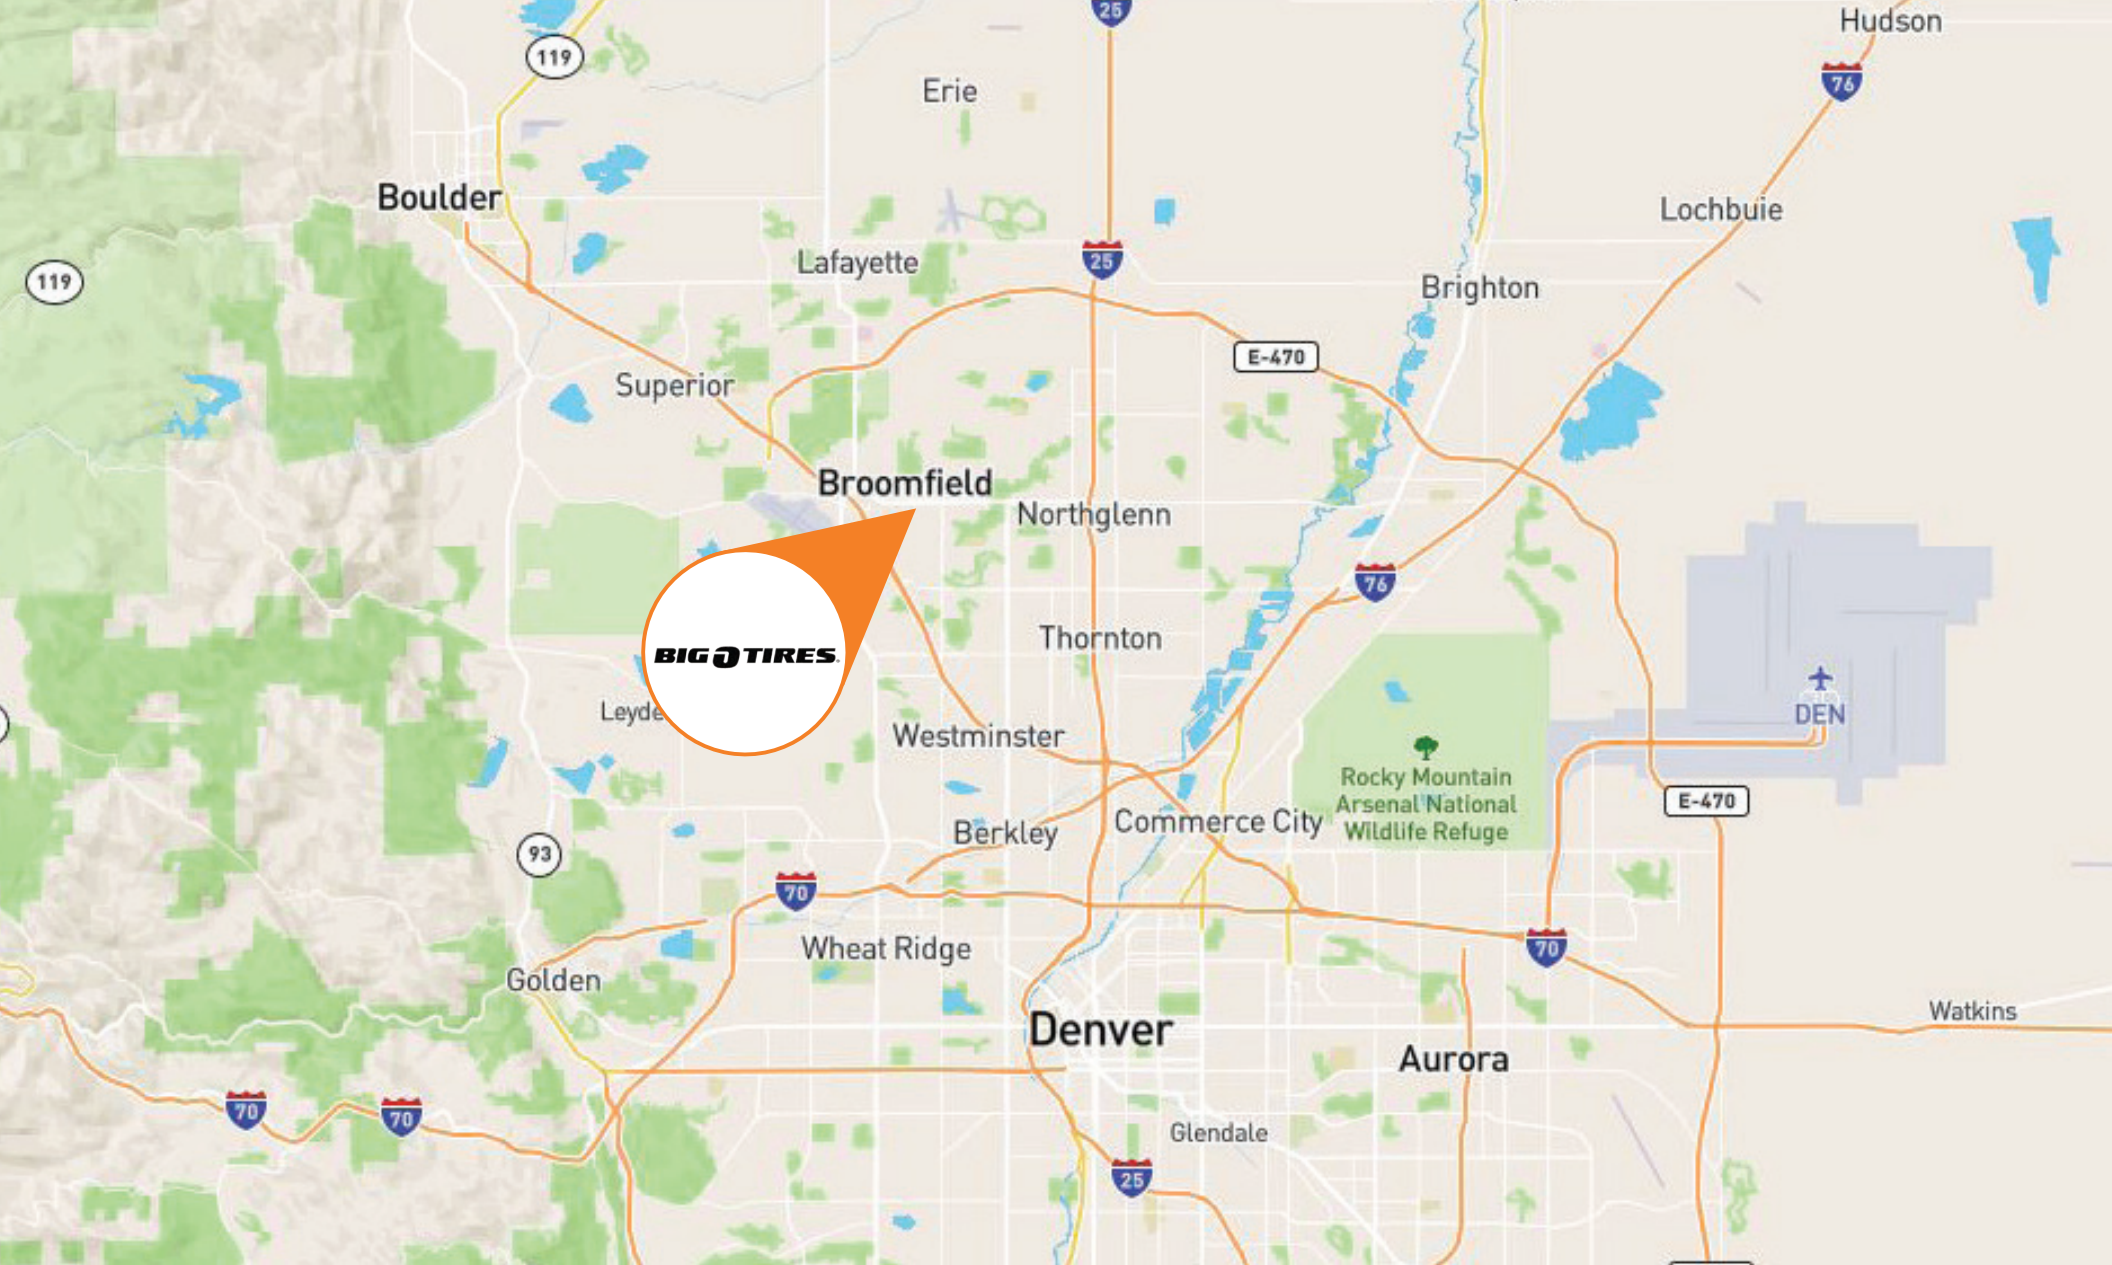 25
Hudson
119
76
Erie
Boulder
Lochbuie
Lafayette
25
119
Brighton
E-470
Superior
Broomfield
Northglenn
76
Thornton
BIG O TIRES
Leyde
DEN
Westminster
Rocky Mountain
Arsenal National
Wildlife Refuge
E-470
Commerce City
Berkley
93
70
Wheat Ridge
70
Golden
Watkins
Denver
Aurora
70
70
Glendale
25